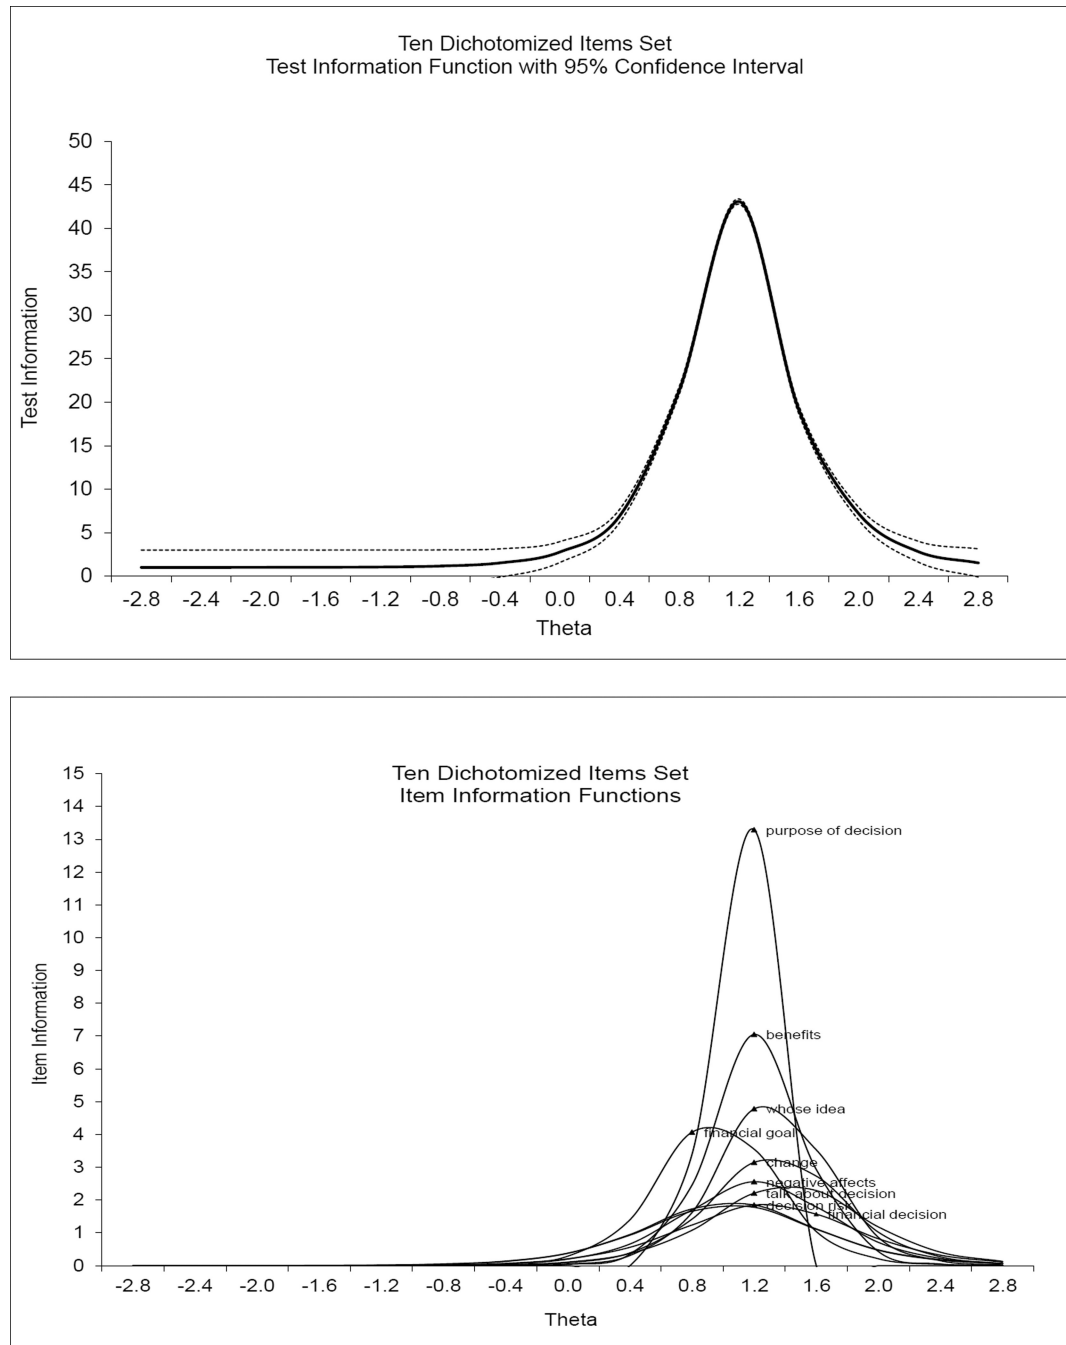 Ten Dichotomized Items Set
Test Information Function with 95% Confidence Interval
50
45
40
35
30
25
20
15
10
5
0
Test Information
-2.8 -2.4 -2.0 -1.6 -1.2 -0.8 -0.4 0.0 0.4 0.8 1.2 1.6 2.0 2.4 2.8
Theta
Ten Dichotomized Items Set
Item Information Functions
15
14
13
12
11
10
9
8
7
6
5
4
3
2
1
0
Item Information
purpose of decision
benefits
whose idea
financial goal
change
negative affects
talk about decision
decision risk
financial decision
-2.8 -2.4 -2.0 -1.6 -1.2 -0.8 -0.4 0.0 0.4 0.8 1.2 1.6 2.0 2.4 2.8
Theta